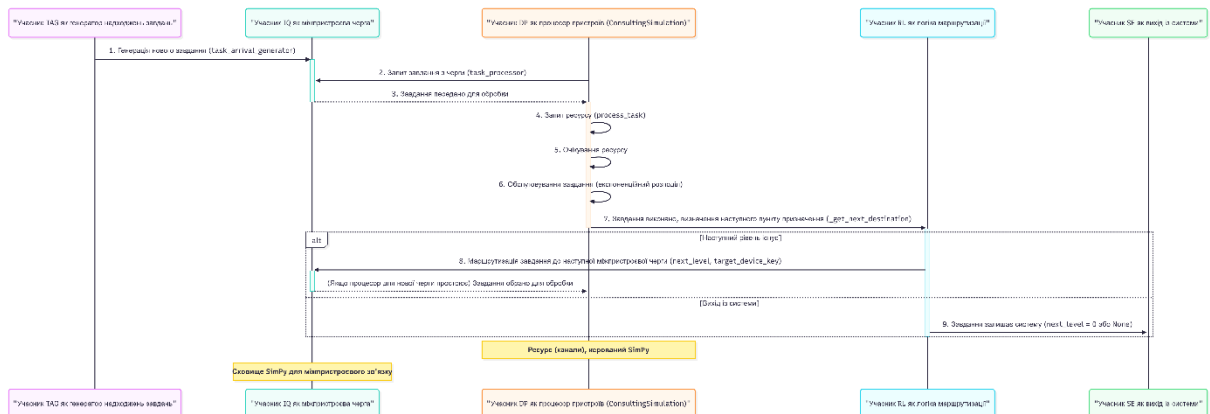 "Учасник TAG як генератор надходжень завдань"
"Учасник IQ як міжпристроєва черга"
"Учасник DP як процесор пристроїв (ConsultingSimulation)"
"Учасник RL як логіка маршрутизації"
"Учасник SE як вихід із системи"
1. Генерація нового завдання (task_arrival_generator)
2. Запит завдання з черги (task_processor)
3. Завдання передано для обробки
4. Запит ресурсу (process_task)
5. Очікування ресурсу
6. Обслуговування завдання (експоненційний розподіл)
7. Завдання виконано, визначення наступного пункту призначення (_get_next_destination)
alt
[Наступний рівень існує]
8. Маршрутизація завдання до наступної міжпристроєвої черги (next_level, target_device_key)
(Якщо процесор для нової черги простоює) Завдання обрано для обробки
[Вихід із системи]
9. Завдання залишає систему (next_level = 0 або None)
Ресурс (канали), керований SimPy
Сховище SimPy для міжпристроєвого зв'язку
"Учасник TAG як генератор надходжень завдань"
"Учасник IQ як міжпристроєва черга"
"Учасник DP як процесор пристроїв (ConsultingSimulation)"
"Учасник RL як логіка маршрутизації"
"Учасник SE як вихід із системи"